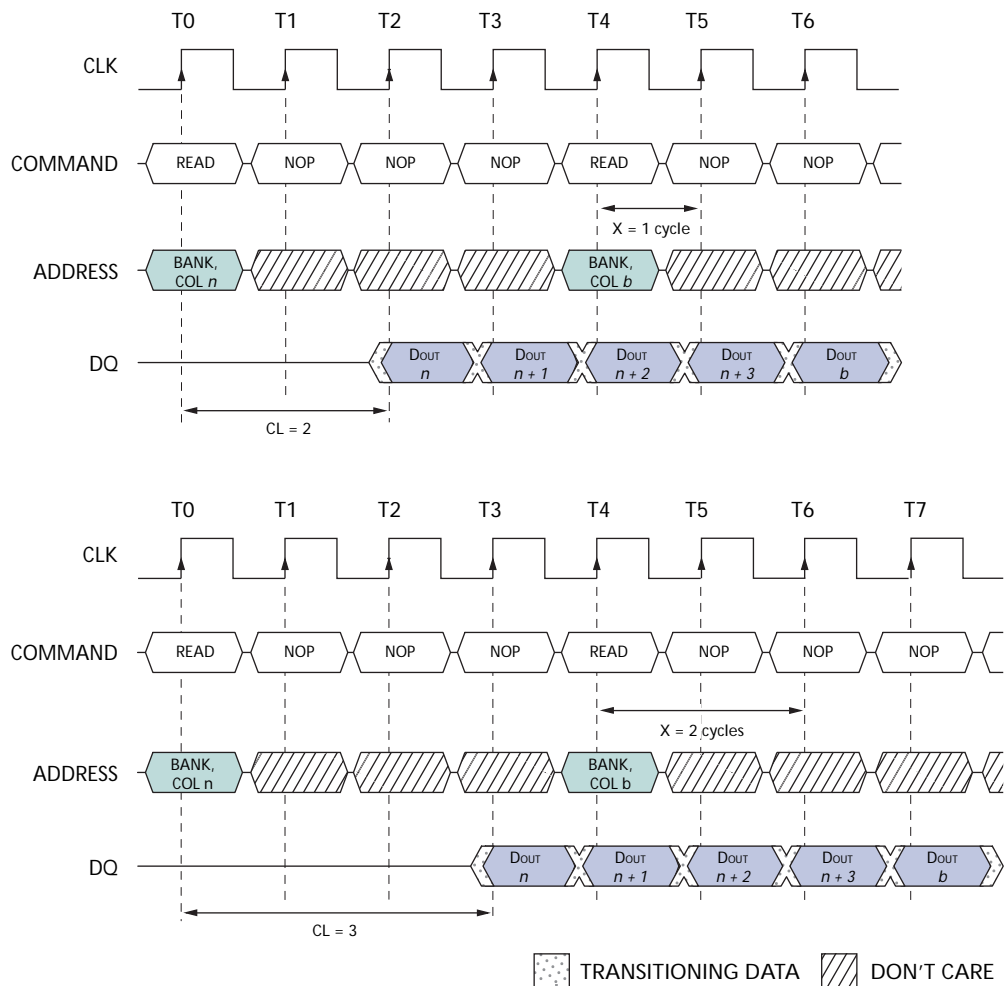 T0 T1 T2 T3 T4 T5 T6
CLK
COMMAND READ NOP NOP NOP READ NOP NOP
X = 1 cycle
ADDRESS BANK, COL n BANK, COL b
DQ DOUT n DOUT n + 1 DOUT n + 2 DOUT n + 3 DOUT b
CL = 2
T0 T1 T2 T3 T4 T5 T6 T7
CLK
COMMAND READ NOP NOP NOP READ NOP NOP NOP
X = 2 cycles
ADDRESS BANK, COL n BANK, COL b
DQ DOUT n DOUT n + 1 DOUT n + 2 DOUT n + 3 DOUT b
CL = 3
TRANSITIONING DATA DON'T CARE